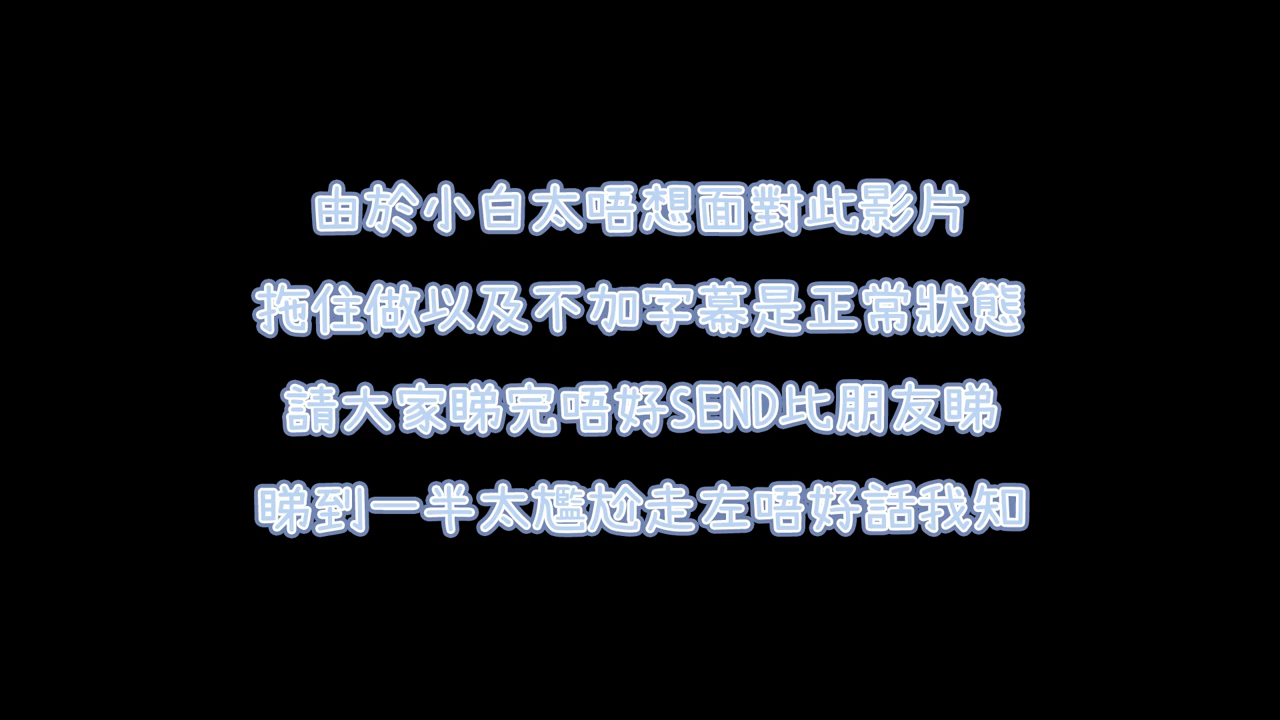 由於小白太唔想面對此影片
拖住做以及不加字幕是正常狀態
請大家睇完唔好SEND比朋友睇
睇到一半太尷尬走左唔好話我知